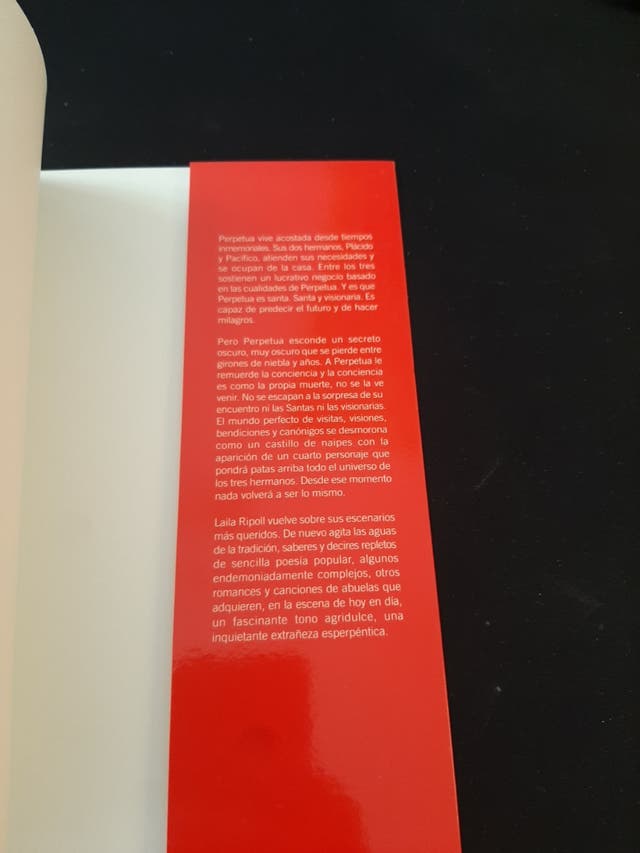 Perpetua vive acostada desde tiempos
inmemoriales. Sus dos hermanos, Plácido
y Pacífico, atienden sus necesidades y
se ocupan de la casa. Entre los tres
sostienen un lucrativo negocio basado
en las cualidades de Perpetua. Y es que
Perpetua es santa. Santa y visionaria. Es
capaz de predecir el futuro y de hacer
milagros.
Pero Perpetua esconde un secreto
oscuro, muy oscuro que se pierde entre
girones de niebla y años. A Perpetua le
remuerde la conciencia y la conciencia
es como la propia muerte, no se la ve
venir. No se escapan a la sorpresa de su
encuentro ni las Santas ni las visionarias.
El mundo perfecto de visitas, visiones,
bendiciones y canónigos se desmorona
como un castillo de naipes con la
aparición de un cuarto personaje que
pondrá patas arriba todo el universo de
los tres hermanos. Desde ese momento
nada volverá a ser lo mismo.
Laila Ripoll vuelve sobre sus escenarios
más queridos. De nuevo agita las aguas
de la tradición, saberes y decires repletos
de sencilla poesía popular, algunos
endemoniadamente complejos, otros
romances y canciones de abuelas que
adquieren, en la escena de hoy en día,
un fascinante tono agridulce, una
inquietante extrañeza esperpéntica.